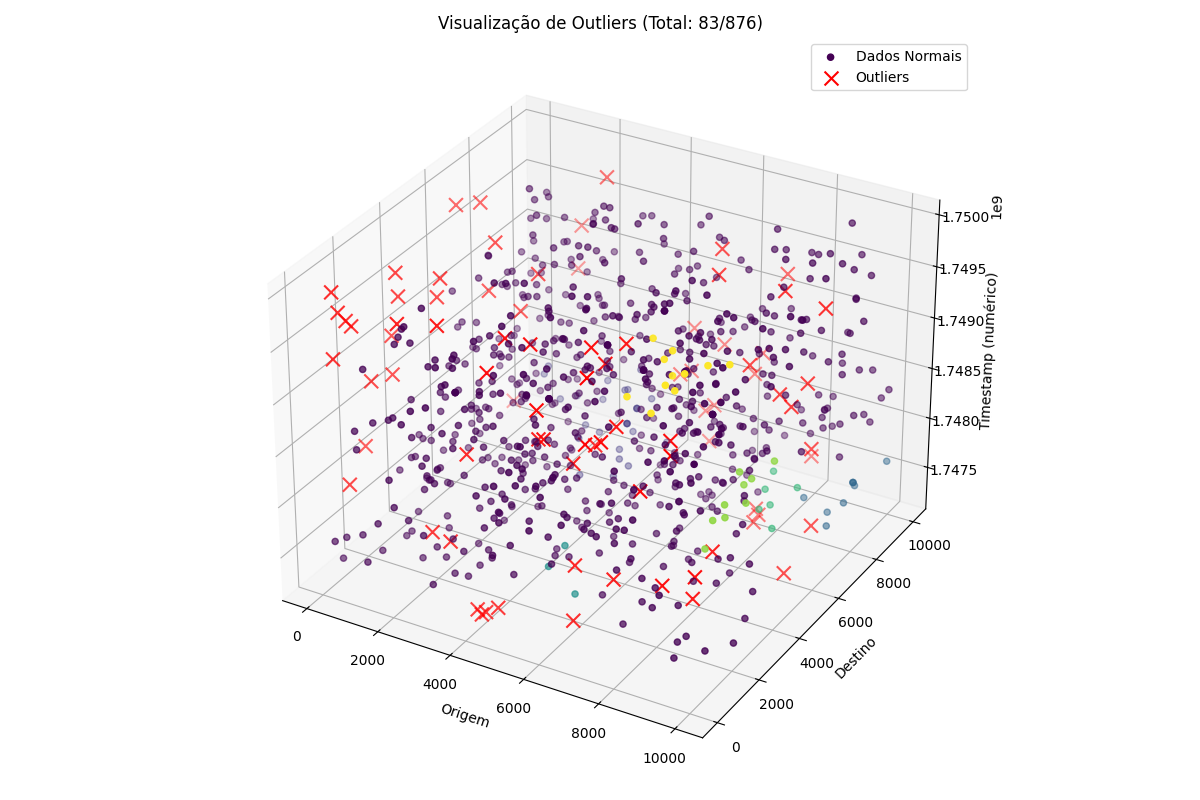 Visualização de Outliers (Total: 83/876)
Dados Normais
Outliers
1e9
1.7500
1.7495
1.7490
1.7485
1.7480
1.7475
Timestamp (numérico)
0
2000
4000
6000
8000
10000
Origem
0
2000
4000
6000
8000
10000
Destino